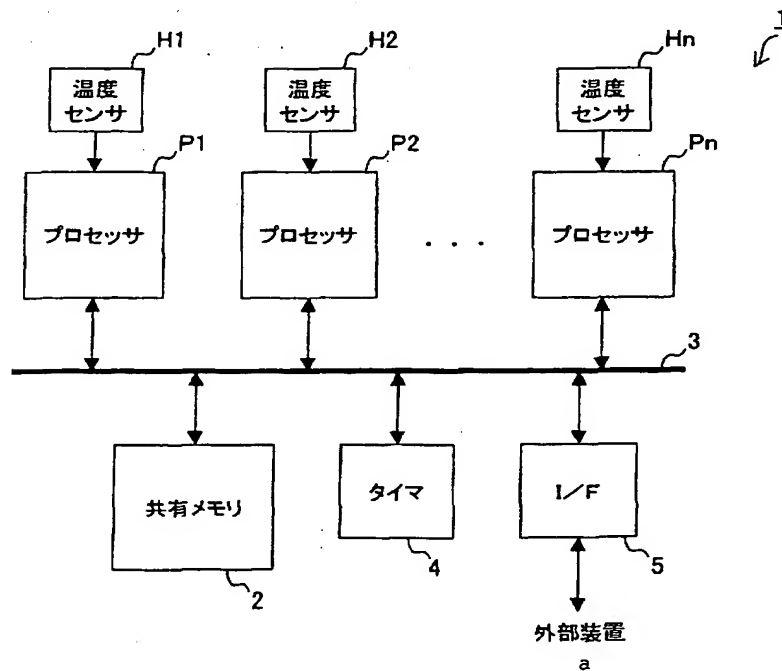 1
H1
H2
Hn
温度
センサ
温度
センサ
温度
センサ
P1
P2
Pn
プロセッサ
プロセッサ
・・・
プロセッサ
3
共有メモリ
タイマ
I/F
2
4
5
外部装置
a